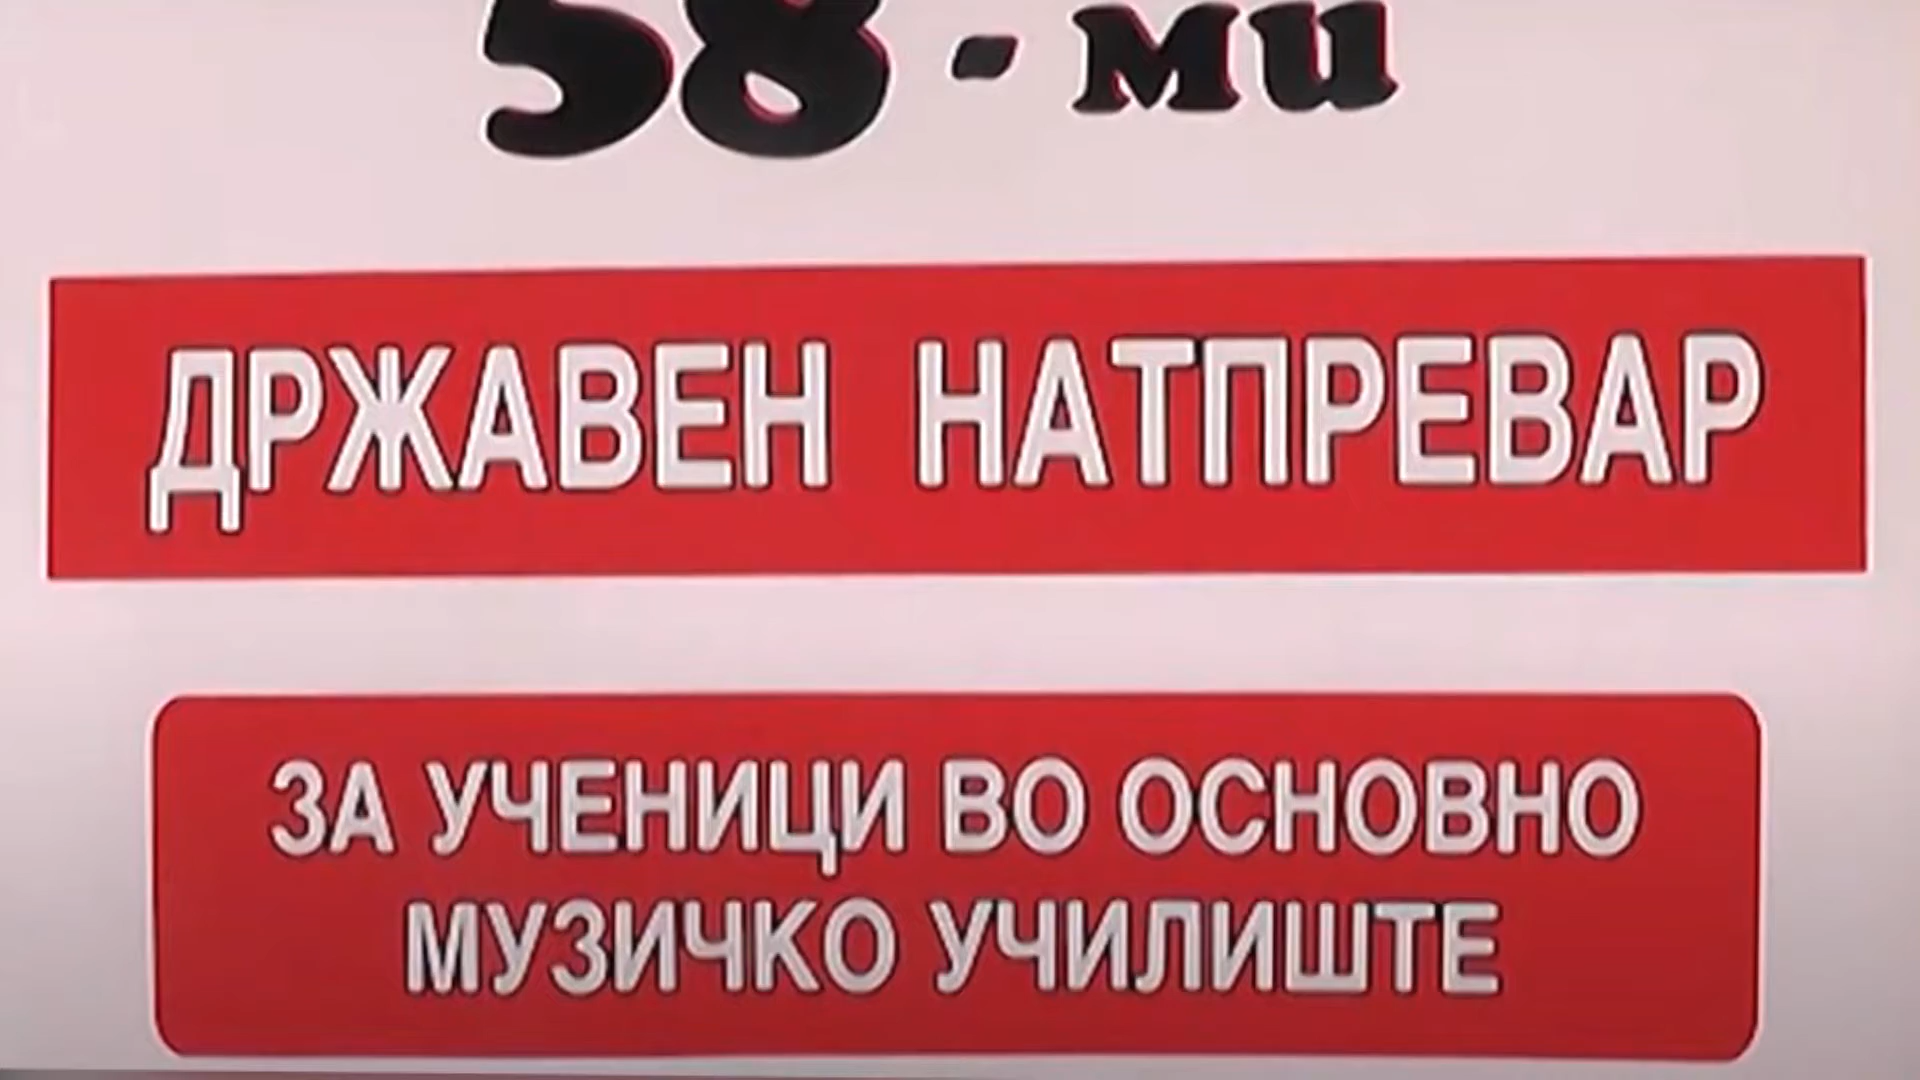 58-ми
ДРЖАВЕН НАТПРЕВАР
ЗА УЧЕНИЦИ ВО ОСНОВНО
МУЗИЧКО УЧИЛИШТЕ